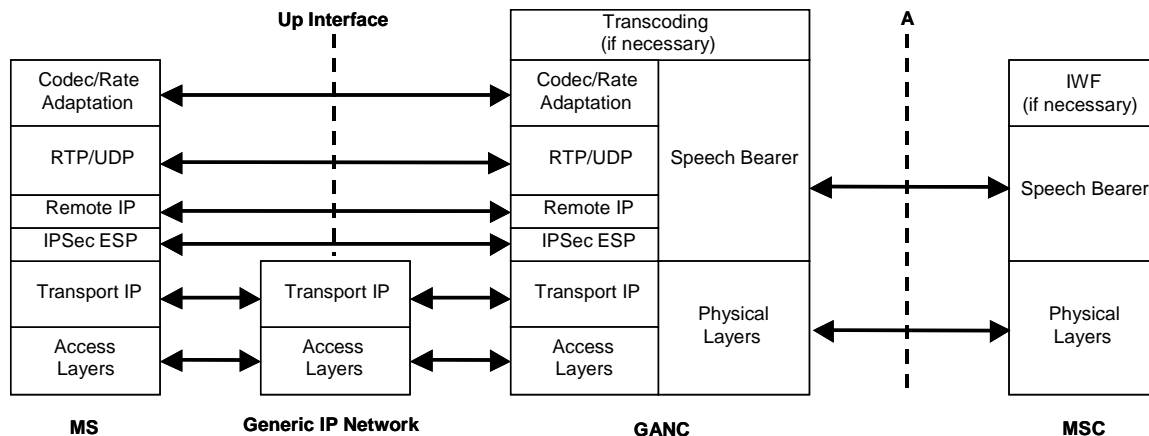 Up Interface
A
Transcoding
(if necessary)
Codec/Rate
Adaptation
Codec/Rate
Adaptation
IWF
(if necessary)
RTP/UDP
RTP/UDP
Speech Bearer
Speech Bearer
Remote IP
Remote IP
IPSec ESP
IPSec ESP
Transport IP
Transport IP
Transport IP
Physical
Layers
Physical
Layers
Access
Layers
Access
Layers
Access
Layers
MS
Generic IP Network
GANC
MSC